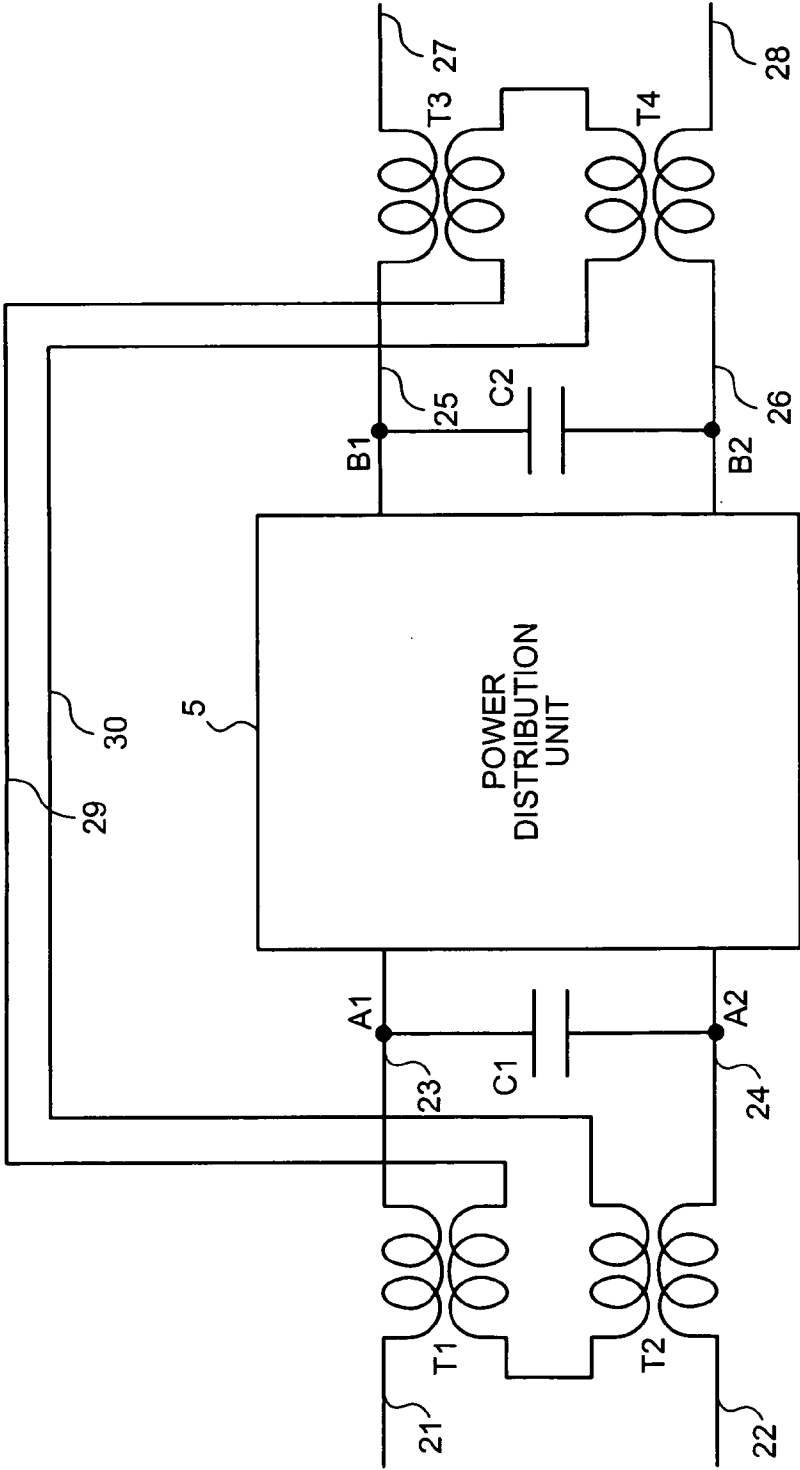 29
30
5
21
T1
23
A1
B1
25
T3
27
C1
POWER
DISTRIBUTION
UNIT
C2
22
T2
24
A2
B2
26
T4
28